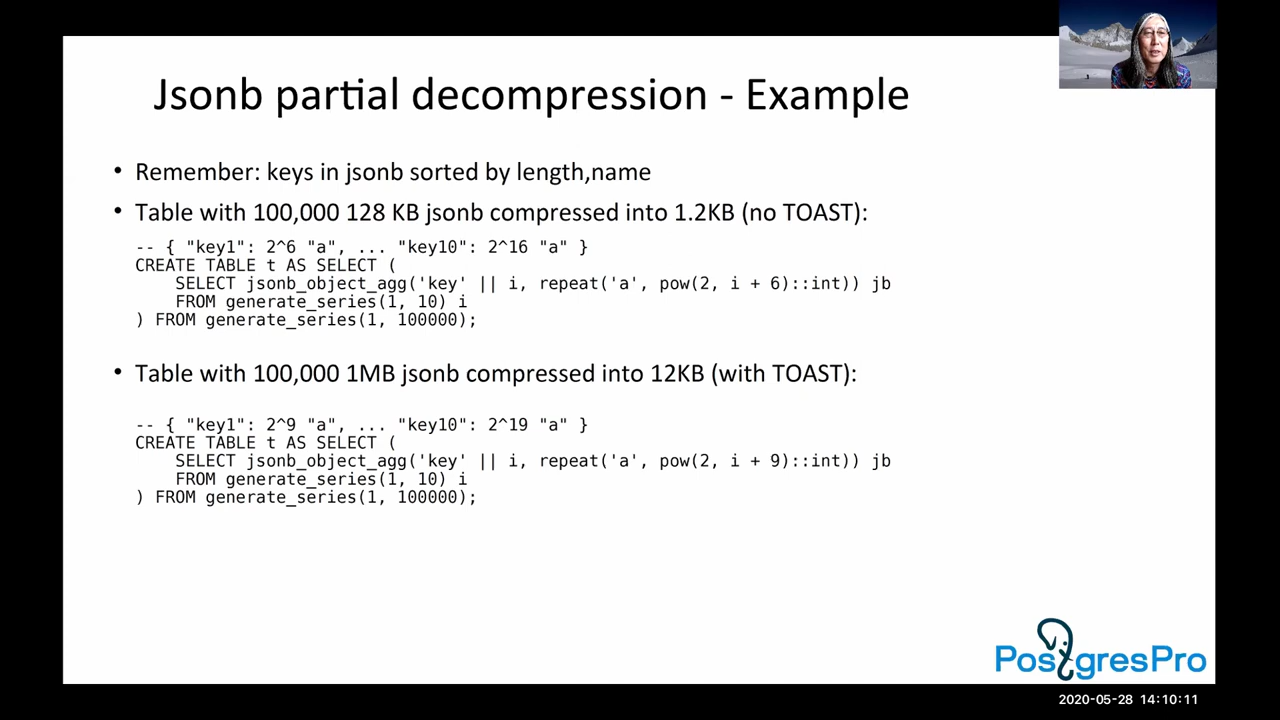 Jsonb partial decompression - Example
• Remember: keys in jsonb sorted by length,name
• Table with 100,000 128 KB jsonb compressed into 1.2KB (no TOAST):
-- { "key1": 2^6 "a", ... "key10": 2^16 "a" }
CREATE TABLE t AS SELECT (
    SELECT jsonb_object_agg('key' || i, repeat('a', pow(2, i + 6)::int)) jb
    FROM generate_series(1, 10) i
) FROM generate_series(1, 100000);
• Table with 100,000 1MB jsonb compressed into 12KB (with TOAST):
-- { "key1": 2^9 "a", ... "key10": 2^19 "a" }
CREATE TABLE t AS SELECT (
    SELECT jsonb_object_agg('key' || i, repeat('a', pow(2, i + 9)::int)) jb
    FROM generate_series(1, 10) i
) FROM generate_series(1, 100000);
PostgresPro
2020-05-28 14:10:11